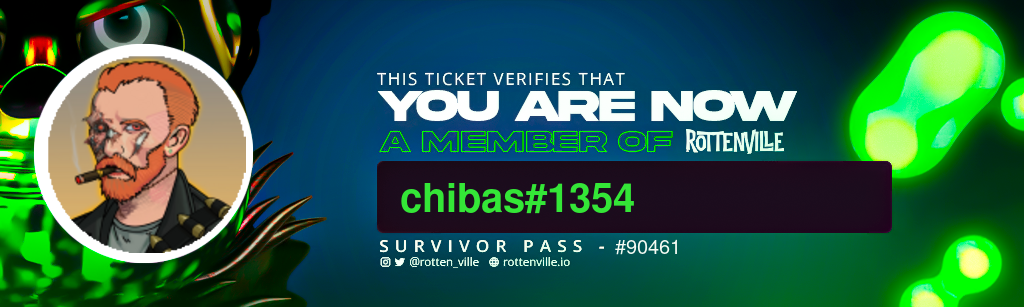 THIS TICKET VERIFIES THAT
YOU ARE NOW
A MEMBER OF ROTTENVILLE
chibas#1354
SURVIVOR PASS - #90461
@rotten_ville rottenville.io